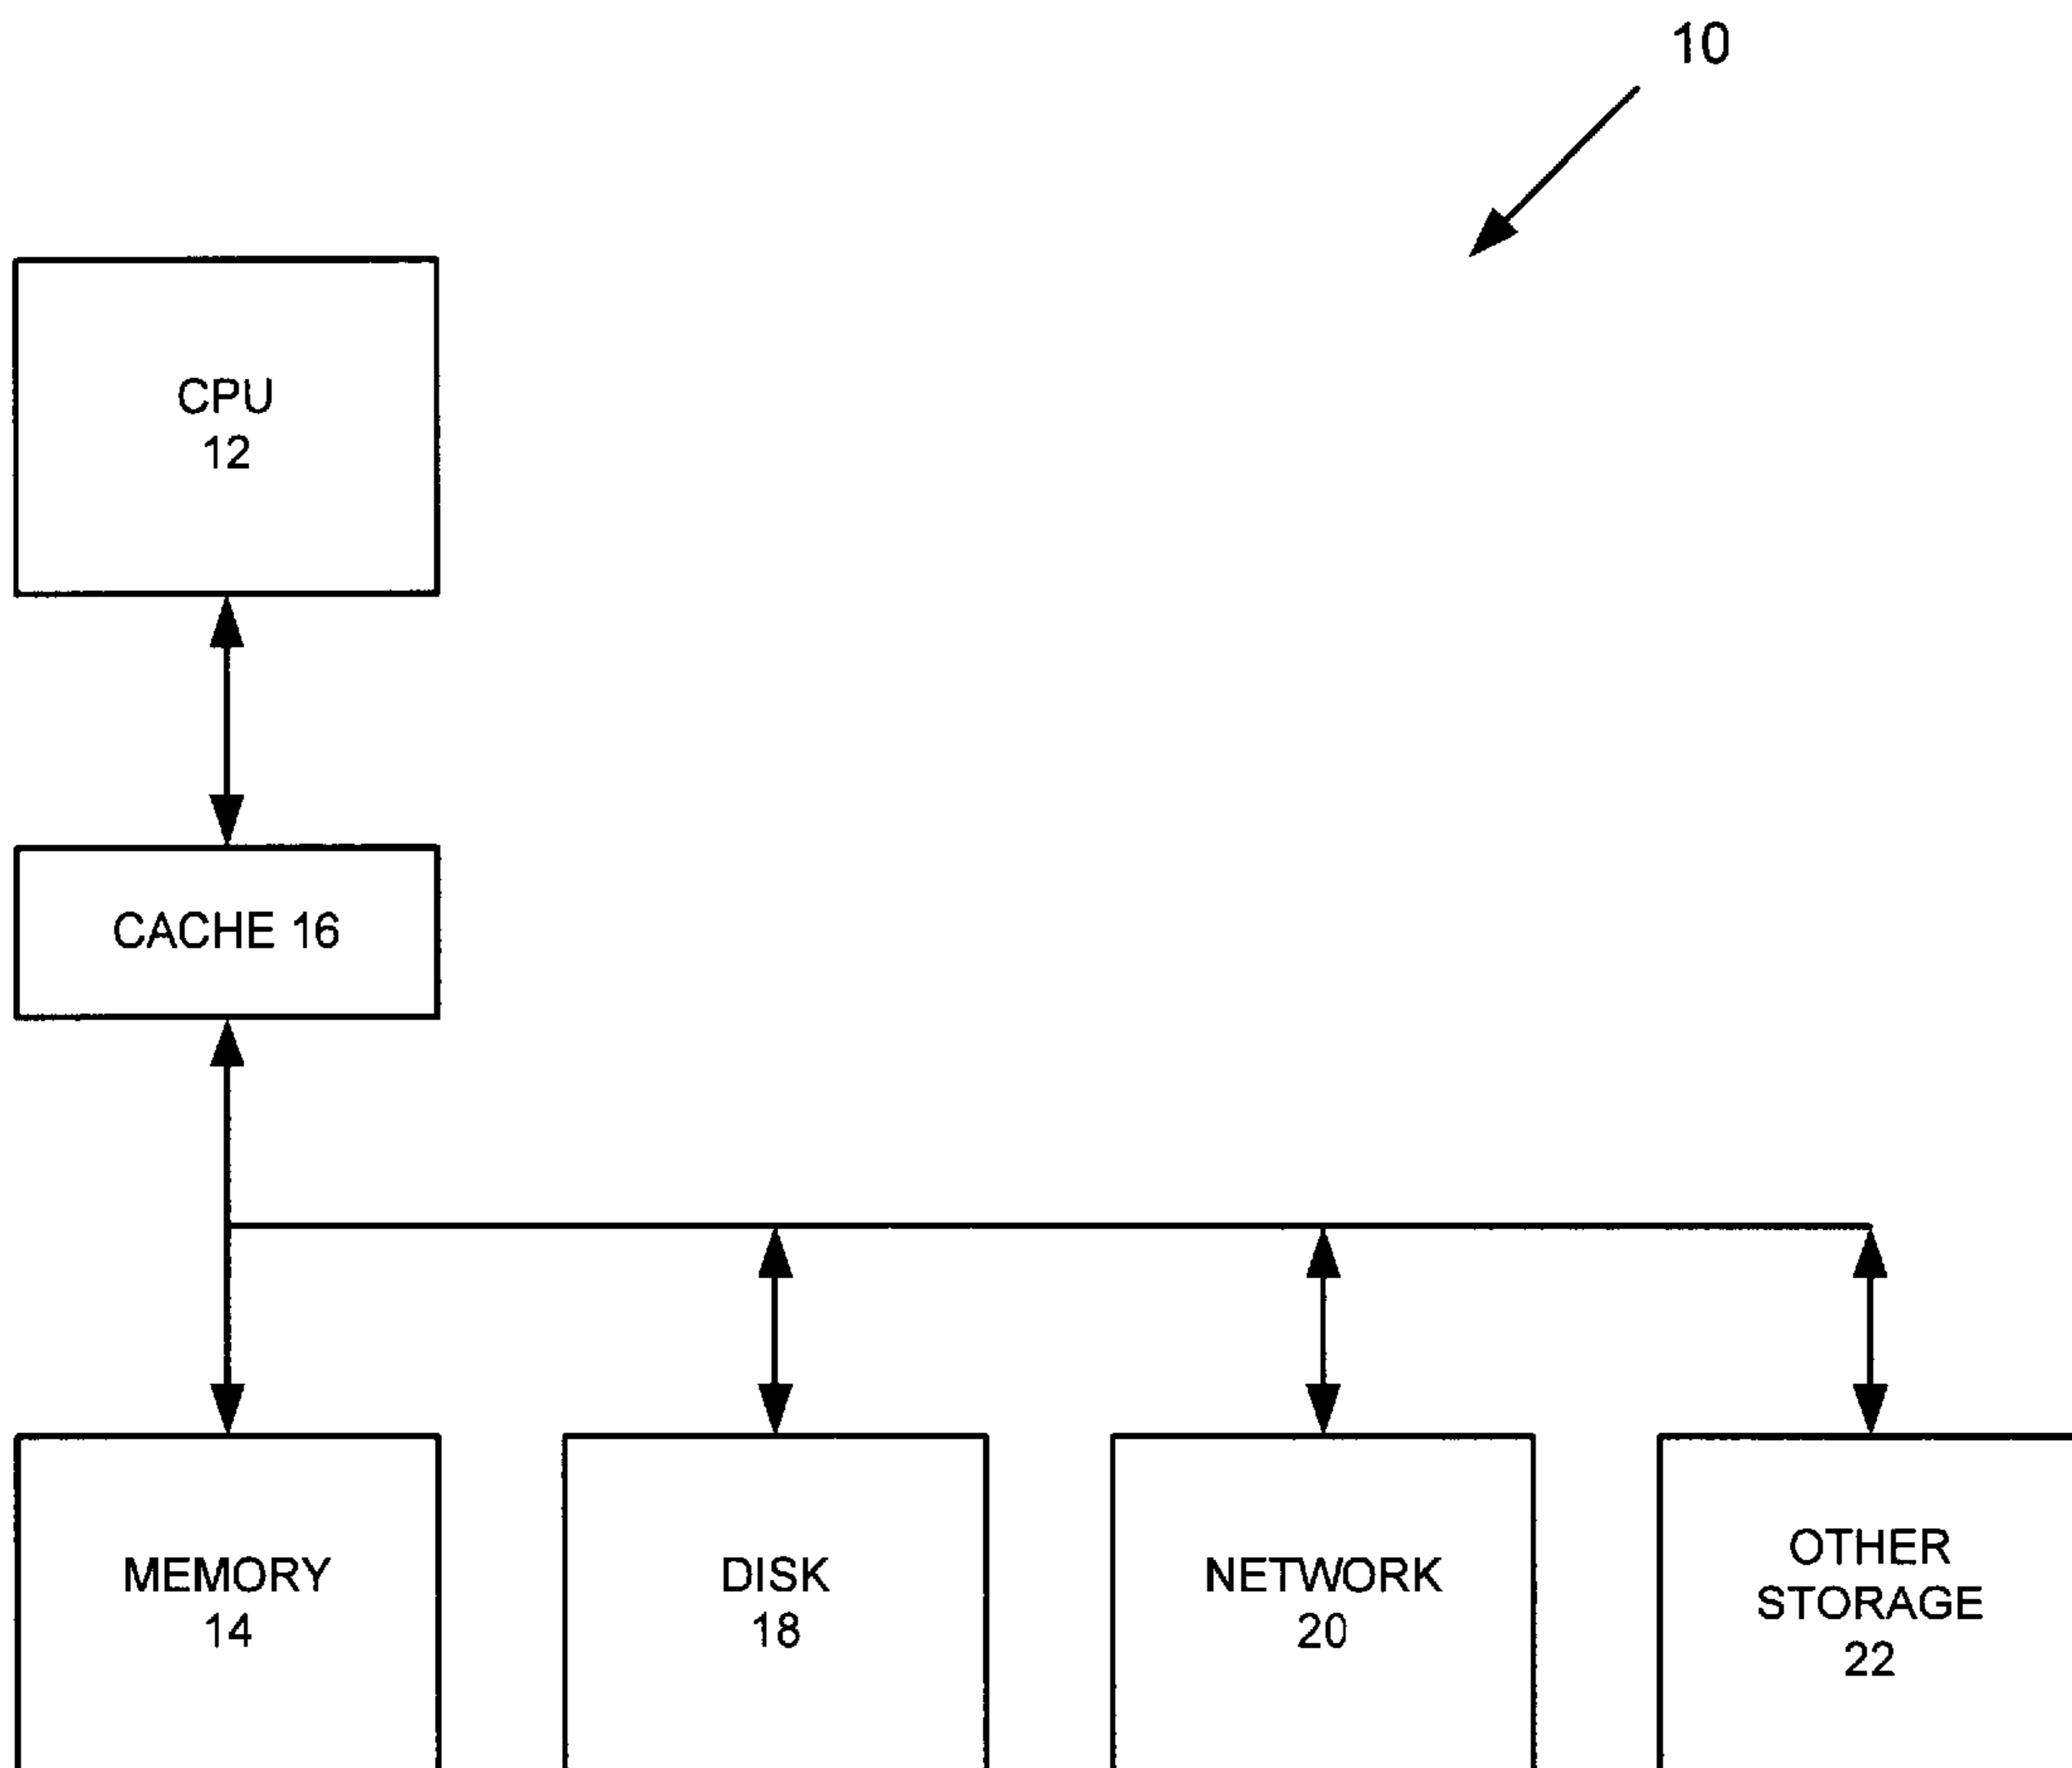 10
CPU
12
CACHE 16
MEMORY
14
DISK
18
NETWORK
20
OTHER
STORAGE
22